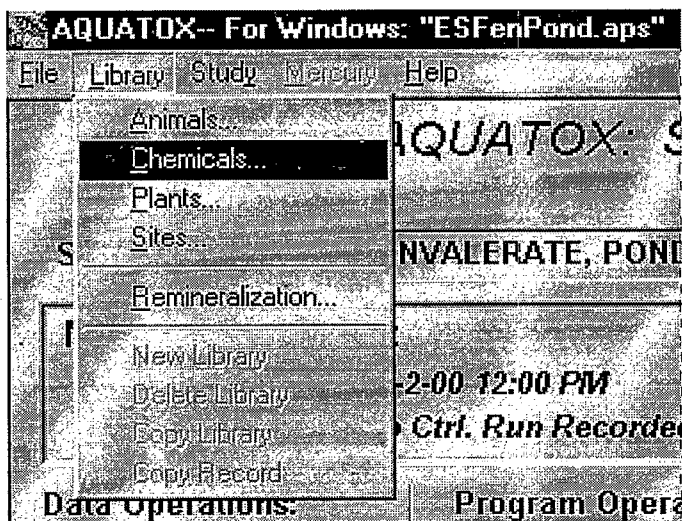 AQUATOX-- For Windows: "ESFenPond.aps"
File Library Study Mercury Help
Animals...
AQUATOX: S
Chemicals...
Plants...
Sites...
NVALERATE, POND
Remineralization...
New Library
-2-00 12:00 PM
Delete Library
Copy Library
Ctrl. Run Recorded
Copy Record
Data Operations:
Program Opera